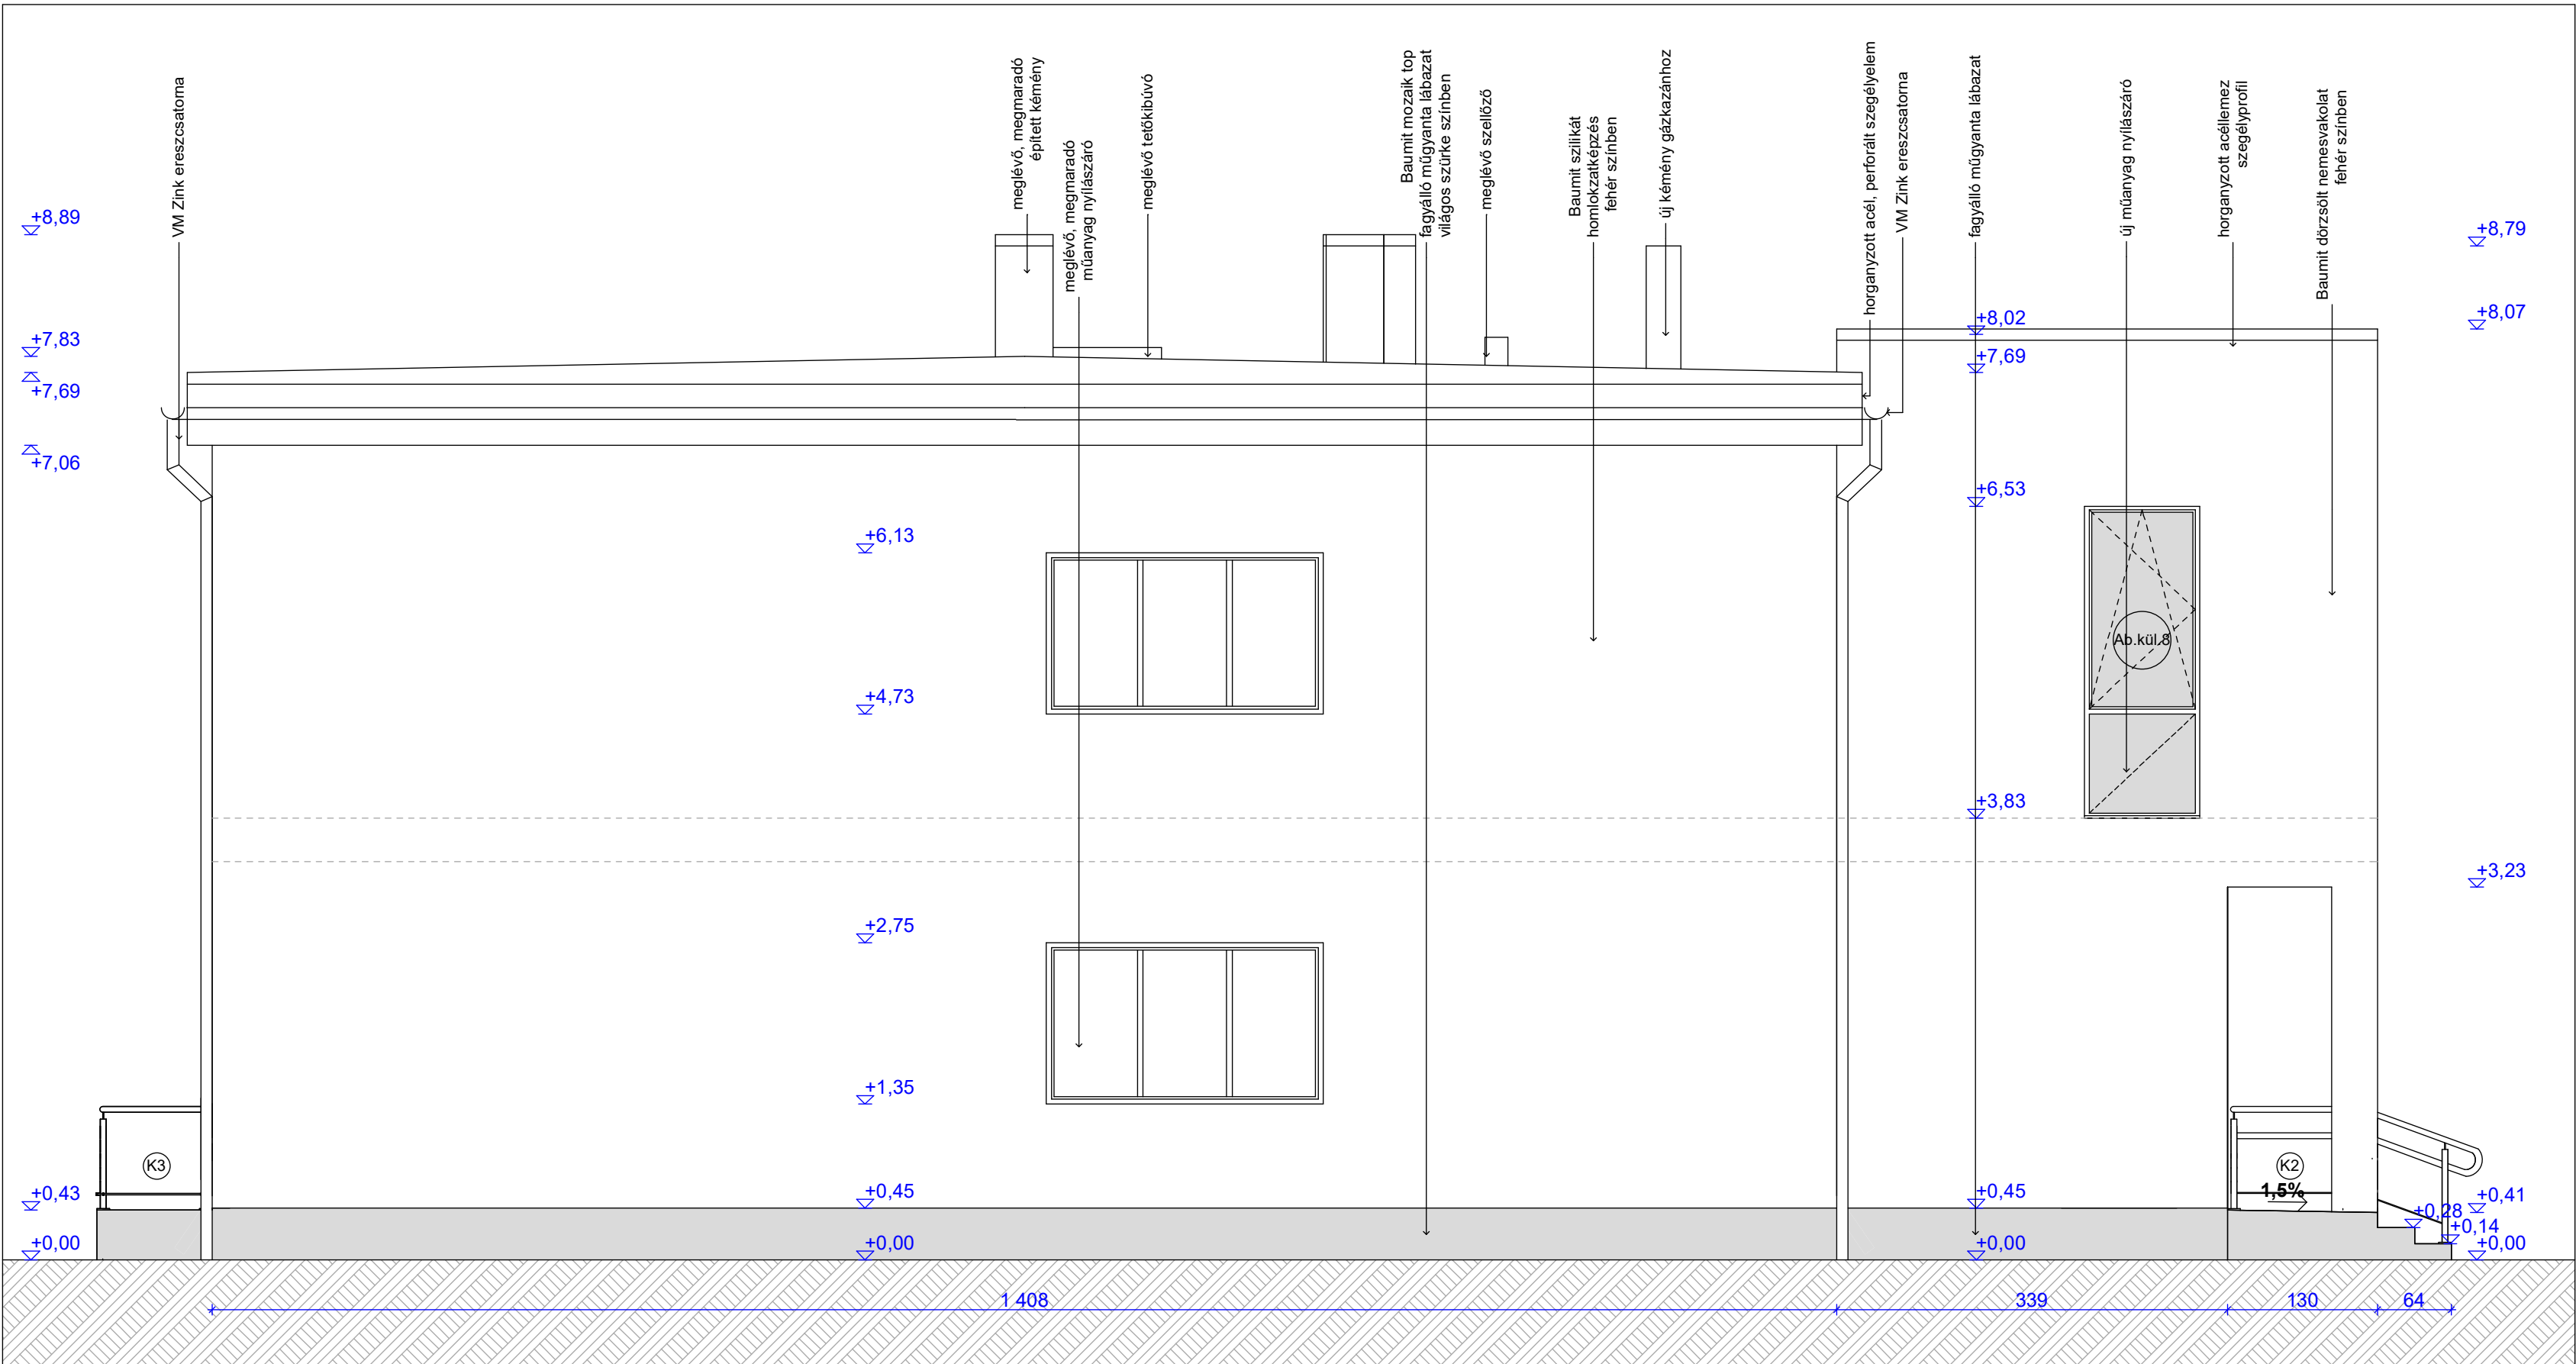 VM Zink ereszcsatorna
meglévő, megmaradó
épített kémény
meglévő, megmaradó
műanyag nyílászáró
meglévő tetőkibúvó
Baumit mozaik top
fagyálló műgyanta lábazat
világos szürke színben
meglévő szellőző
Baumit szilikát
homlokzatképzés
fehér színben
új kémény gázkazánhoz
horganyzott acél, perforált szegélyelem
VM Zink ereszcsatorna
fagyálló műgyanta lábazat
új műanyag nyílászáró
horganyzott acéllemez
szegélyprofil
Baumit dörzsölt nemesvakolat
fehér színben
+8,89
+7,83
+7,69
+7,06
+0,43
+0,00
K3
+6,13
+4,73
+2,75
+1,35
+0,45
+0,00
+8,02
+7,69
+6,53
+3,83
+0,45
+0,00
Ab.kül.8
K2
1,5%
+8,79
+8,07
+3,23
+0,41
+0,28
+0,14
+0,00
1 408
339
130
64